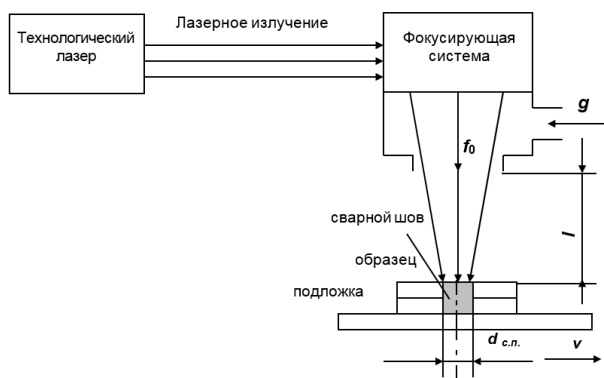 Технологический
лазер
Лазерное излучение
Фокусирующая
система
g
f0
l
сварной шов
образец
подложка
d с.п.
v